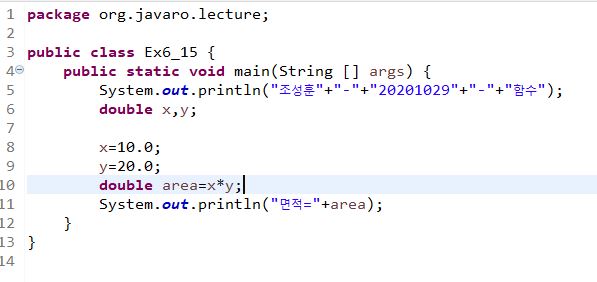 1 package org.javaro.lecture;
2
3 public class Ex6_15 {
4 public static void main(String [] args) {
5 System.out.println("조성훈"+"-"+"20201029"+"-"+"함수");
6 double x,y;
7
8 x=10.0;
9 y=20.0;
10 double area=x*y;
11 System.out.println("면적="+area);
12 }
13 }
14